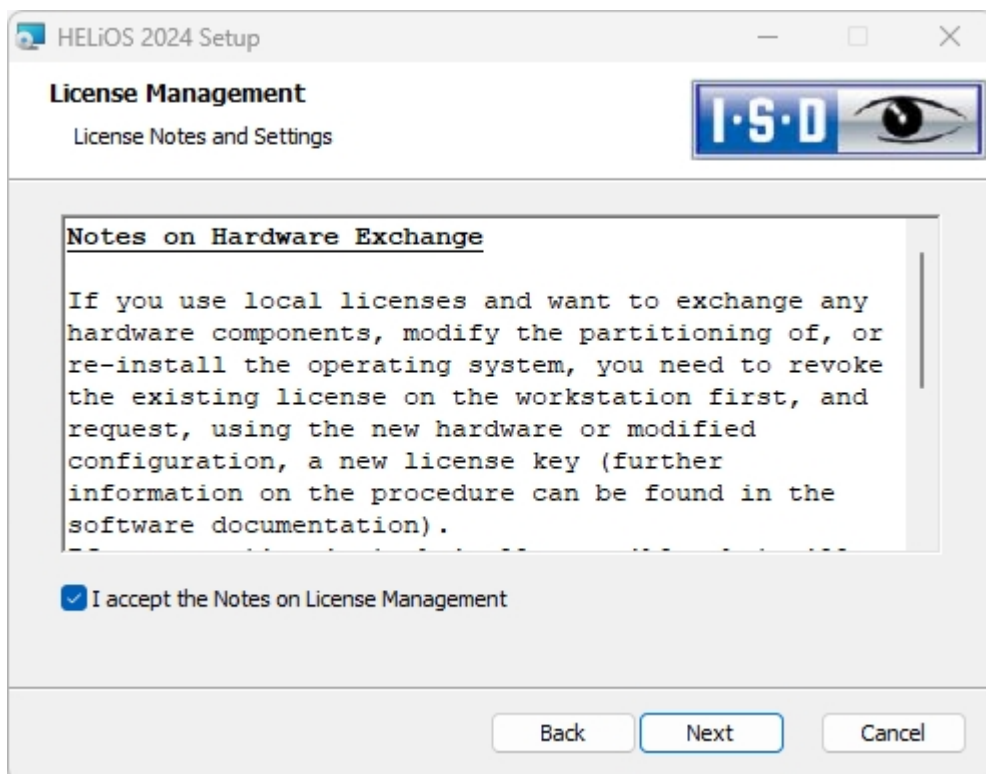 HELiOS 2024 Setup
License Management
License Notes and Settings
I·S·D
Notes on Hardware Exchange
If you use local licenses and want to exchange any
hardware components, modify the partitioning of, or
re-install the operating system, you need to revoke
the existing license on the workstation first, and
request, using the new hardware or modified
configuration, a new license key (further
information on the procedure can be found in the
software documentation).
I accept the Notes on License Management
Back Next Cancel